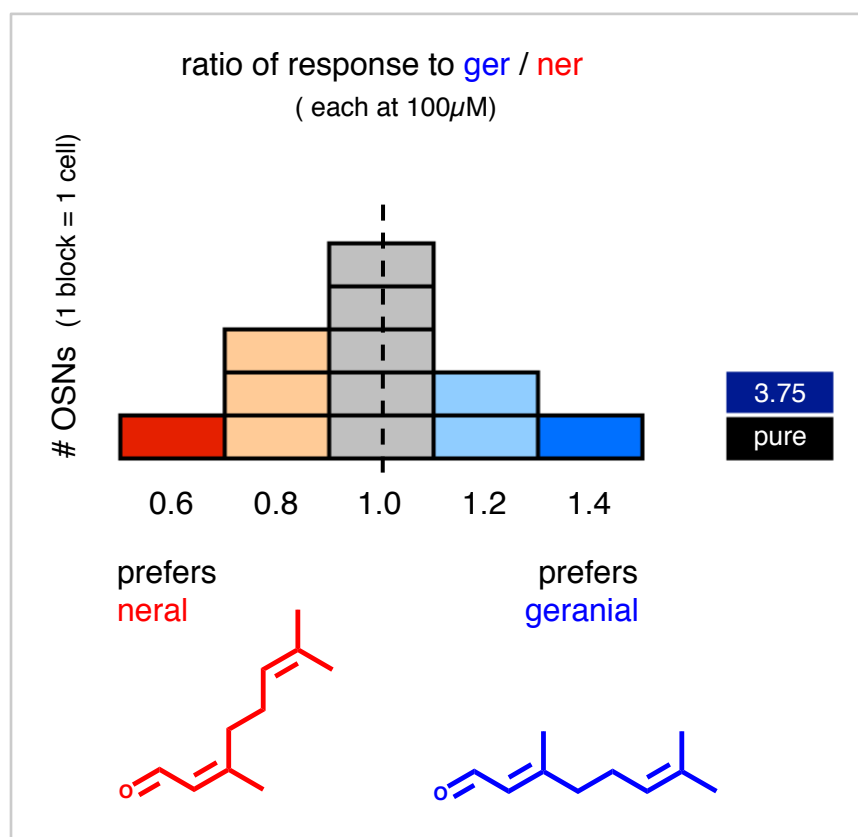 ratio of response to ger / ner
( each at 100µM)
# OSNs (1 block = 1 cell)
3.75
pure
0.6 0.8 1.0 1.2 1.4
prefers
neral
prefers
geranial
O
O